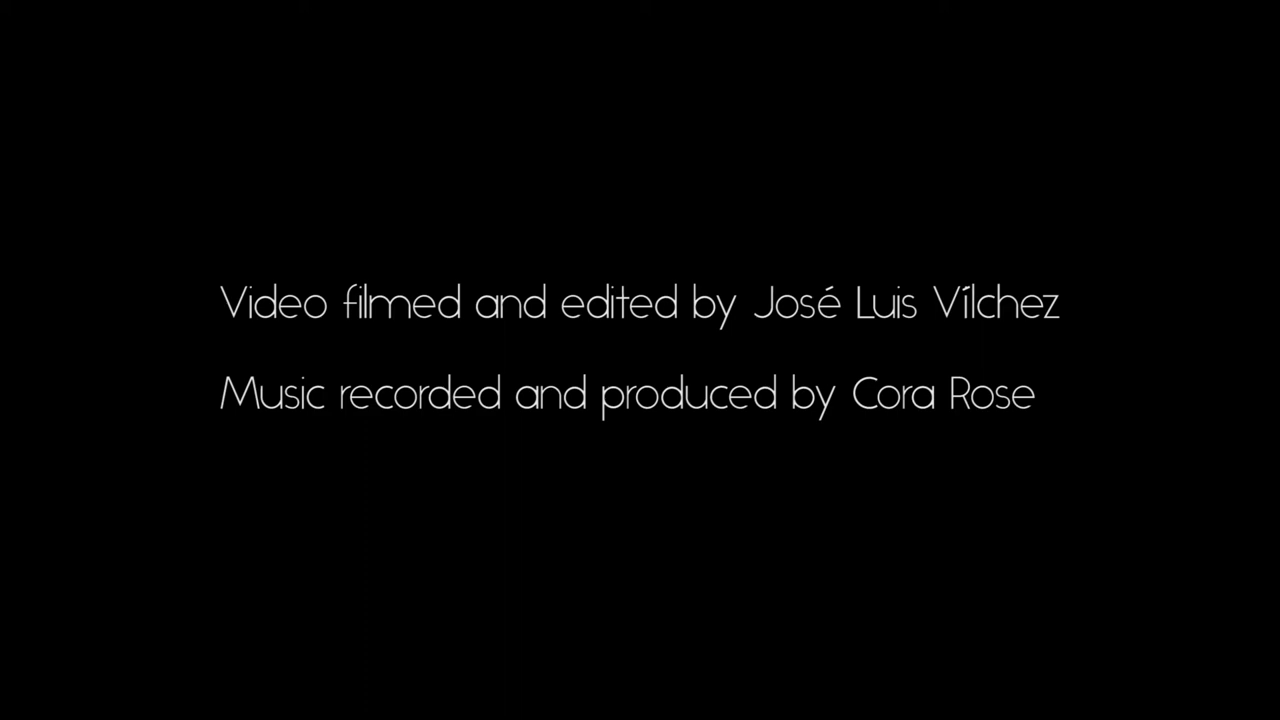 Video filmed and edited by José Luis Vílchez
Music recorded and produced by Cora Rose